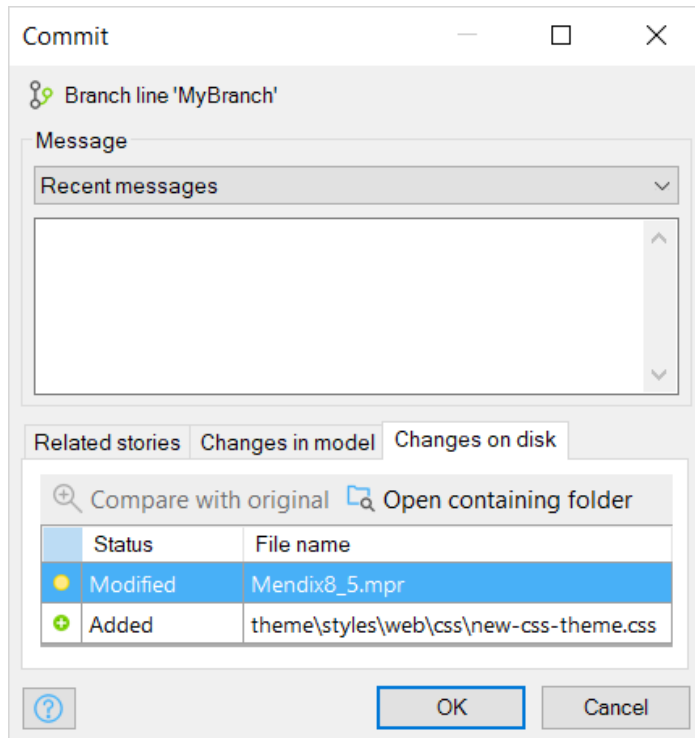 Commit
Branch line 'MyBranch'
Message
Recent messages
Related stories Changes in model Changes on disk
Compare with original Open containing folder
Status File name
Modified Mendix8_5.mpr
Added theme\styles\web\css\new-css-theme.css
? OK Cancel